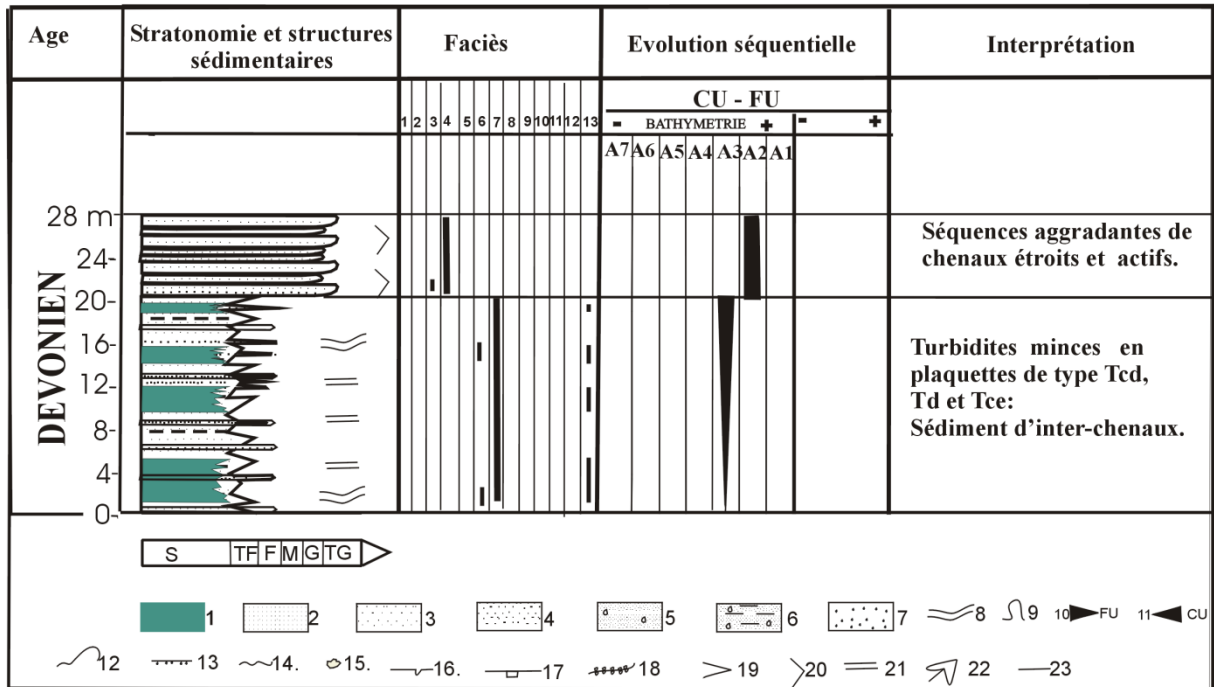 Age
Stratonomie et structures
sédimentaires
Faciès
Evolution séquentielle
Interprétation
CU - FU
1 2 3 4 5 6 7 8 9 10 11 12 13
- BATHYMETRIE +
- +
A7 A6 A5 A4 A3 A2 A1
DEVONIEN
28 m
24
20
16
12
8
4
0
Séquences aggradantes de
chenaux étroits et actifs.
Turbidites minces en
plaquettes de type Tcd,
Td et Tce:
Sédiment d'inter-chenaux.
S TF F M G TG
1 2 3 4 5 6 7 8 9 10 FU 11 CU
12 13 14. 15. 16. 17 18 19 20 21 22 23